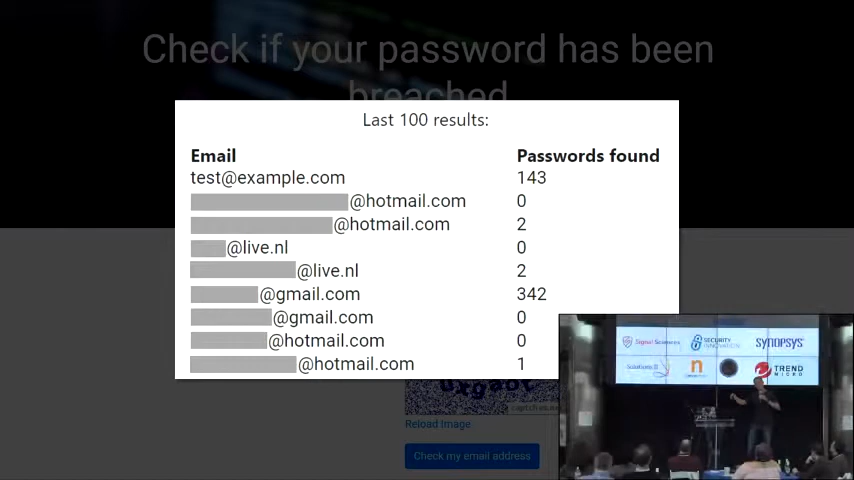 Check if your password has been
breached
Last 100 results:
Email Passwords found
test@example.com 143
@hotmail.com 0
@hotmail.com 2
@live.nl 0
@live.nl 2
@gmail.com 342
@gmail.com 0
@hotmail.com 0
@hotmail.com 1
Reload Image
Check my email address
Signal Sciences
SECURITY
INNOVATION
SYNOPSYS
TREND
MICRO